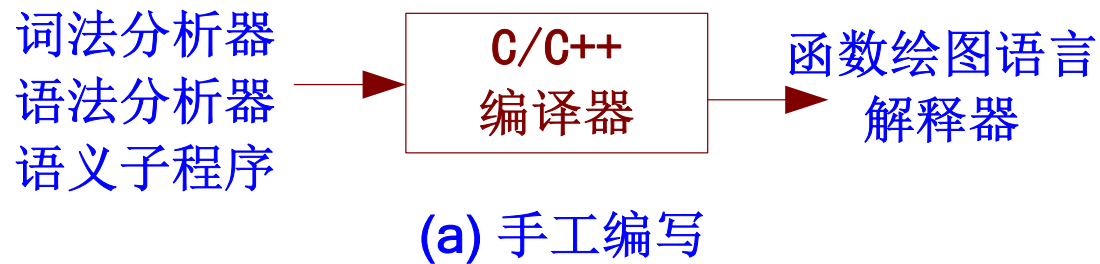 词法分析器
语法分析器
语义子程序
C/C++
编译器
函数绘图语言
解释器
(a) 手工编写